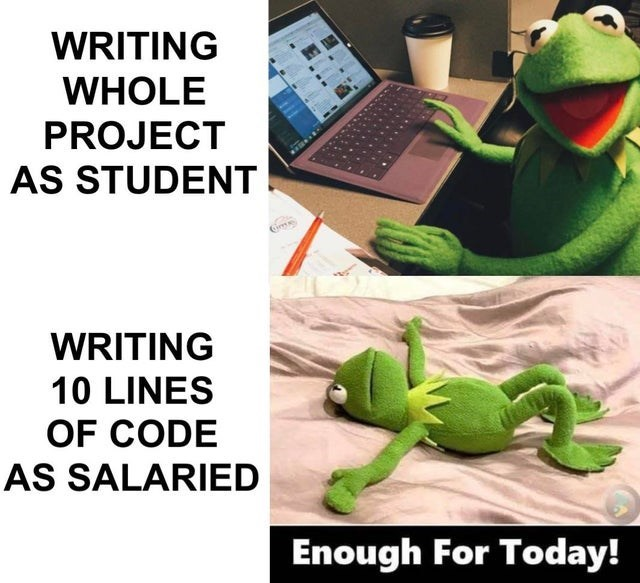 WRITING
WHOLE
PROJECT
AS STUDENT
WRITING
10 LINES
OF CODE
AS SALARIED
Enough For Today!